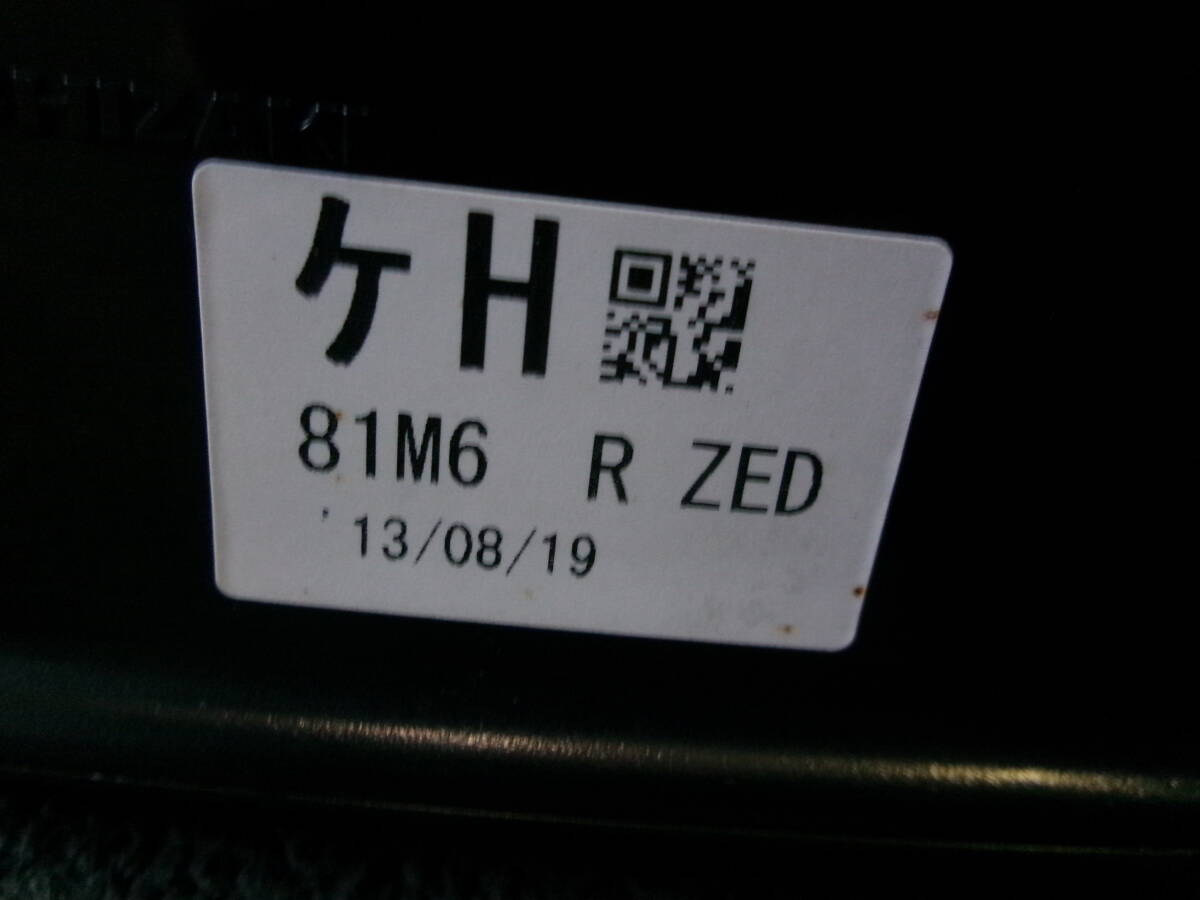 ケH
81M6 R ZED
'13/08/19